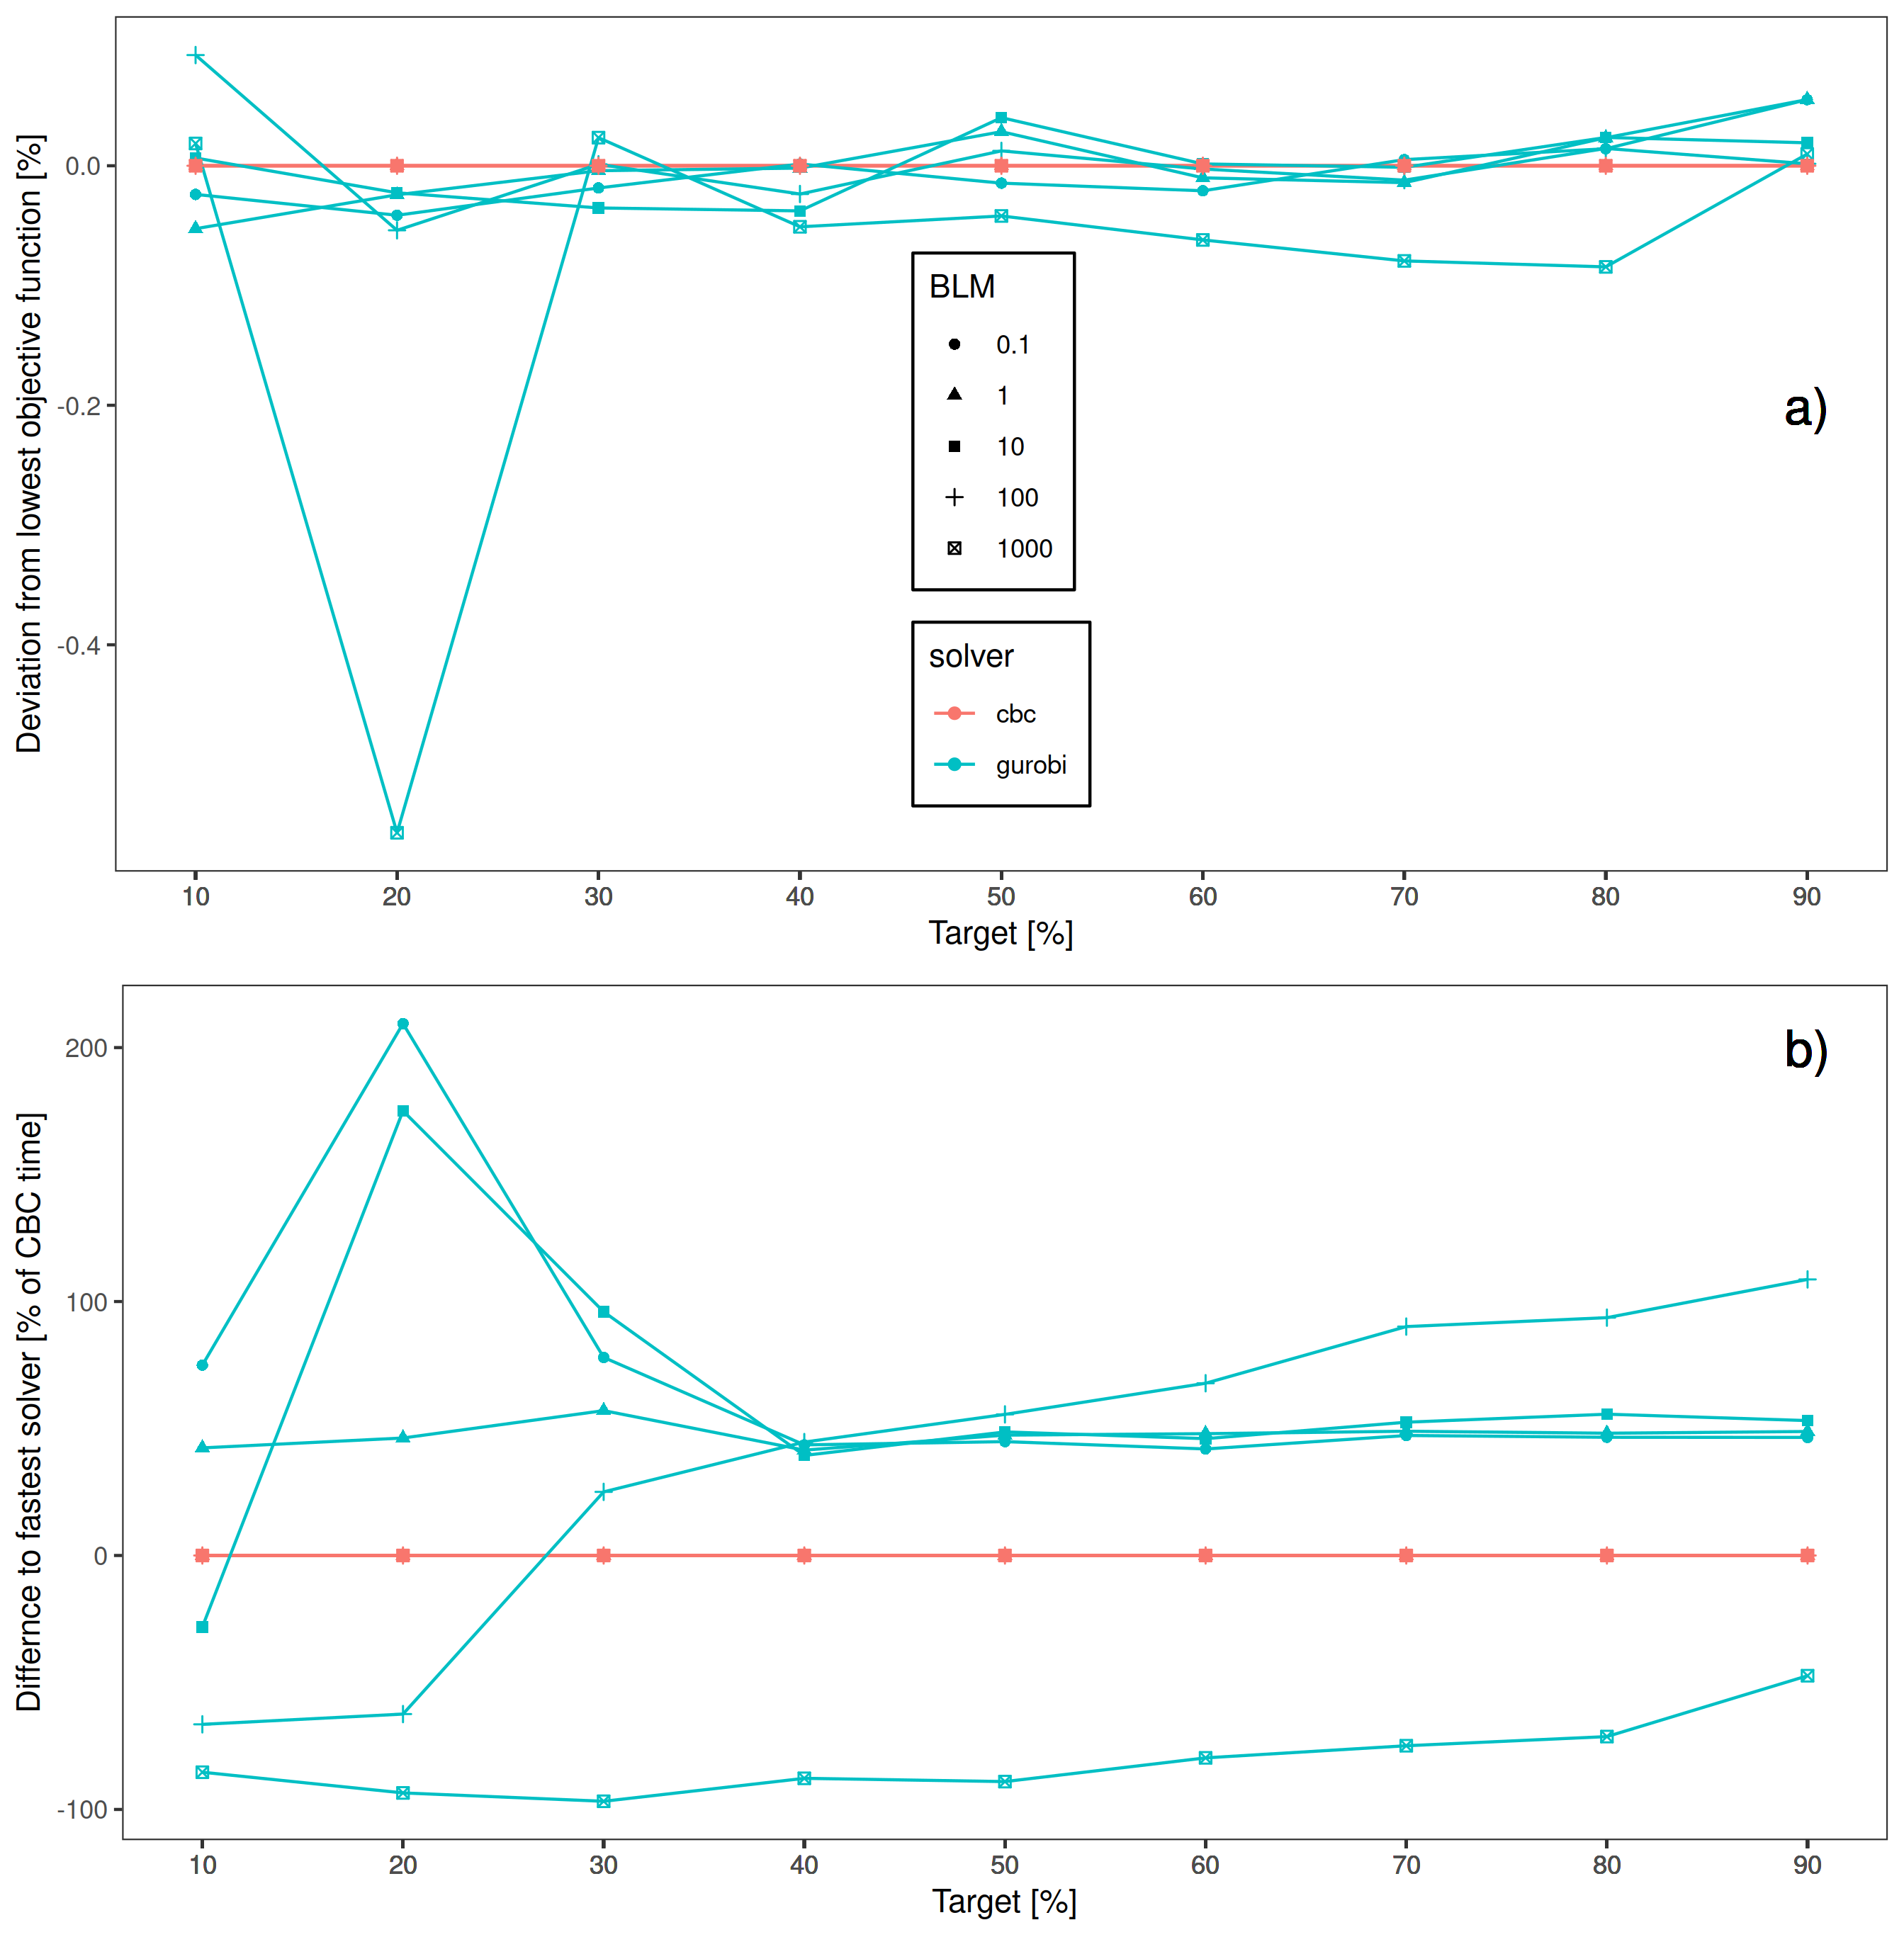 Deviation from lowest objective function [%]
0.0
-0.2
-0.4
BLM
0.1
1
10
100
1000
solver
cbc
gurobi
a)
10 20 30 40 50 60 70 80 90
Target [%]
Differnce to fastest solver [% of CBC time]
200
100
0
-100
b)
10 20 30 40 50 60 70 80 90
Target [%]